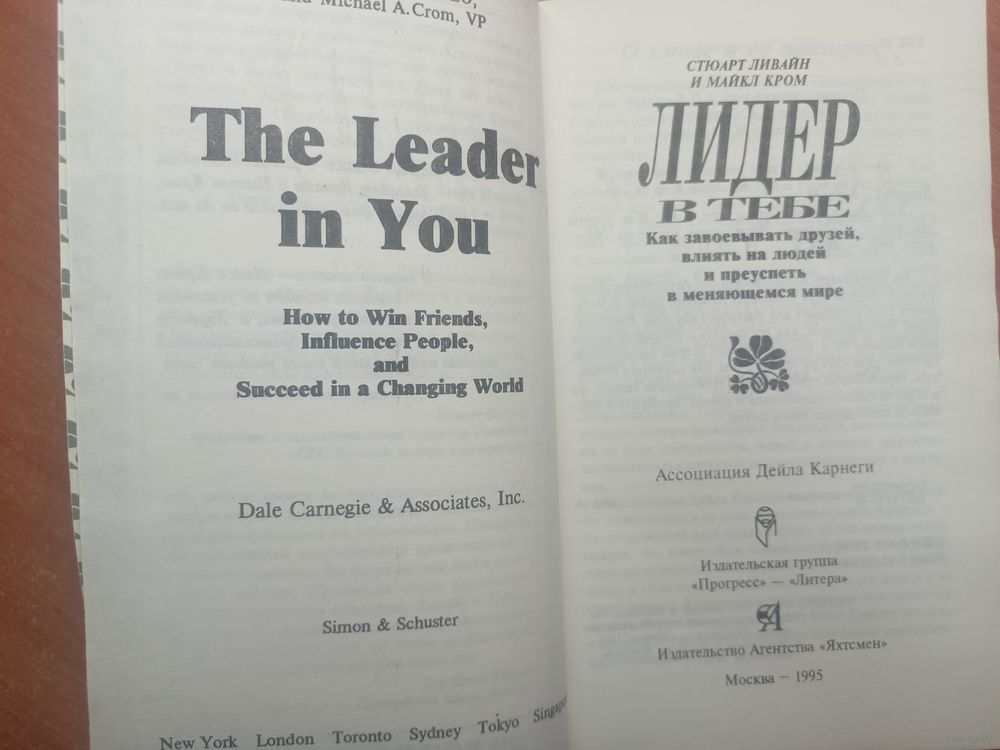 and Michael A. Crom, VP
The Leader
in You
How to Win Friends,
Influence People,
and
Succeed in a Changing World
Dale Carnegie & Associates, Inc.
Simon & Schuster
New York London Toronto Sydney Tokyo Singapore
СТЮАРТ ЛИВАЙН
И МАЙКЛ КРОМ
ЛИДЕР
В ТЕБЕ
Как завоевывать друзей,
влиять на людей
и преуспеть
в меняющемся мире
Ассоциация Дейла Карнеги
Издательская группа
«Прогресс» — «Литера»
Издательство Агентства «Яхтсмен»
Москва — 1995